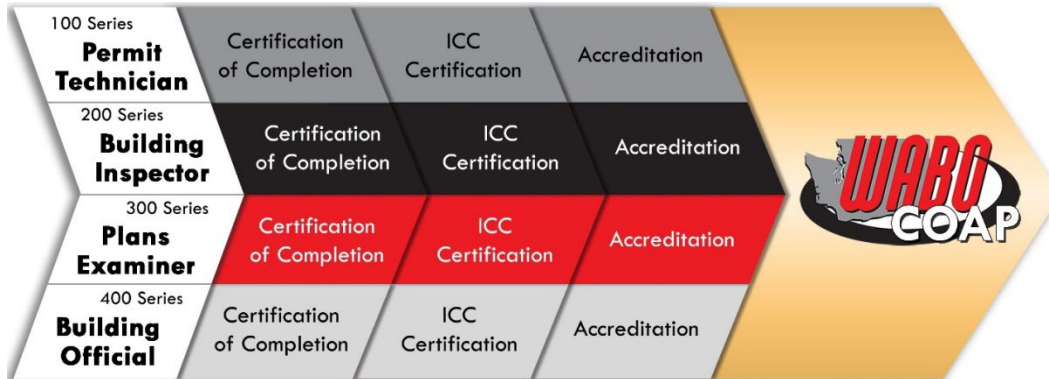 100 Series
Permit
Technician
Certification
of Completion
ICC
Certification
Accreditation
200 Series
Building
Inspector
Certification
of Completion
ICC
Certification
Accreditation
300 Series
Plans
Examiner
Certification
of Completion
ICC
Certification
Accreditation
400 Series
Building
Official
Certification
of Completion
ICC
Certification
Accreditation
WABO
COAP